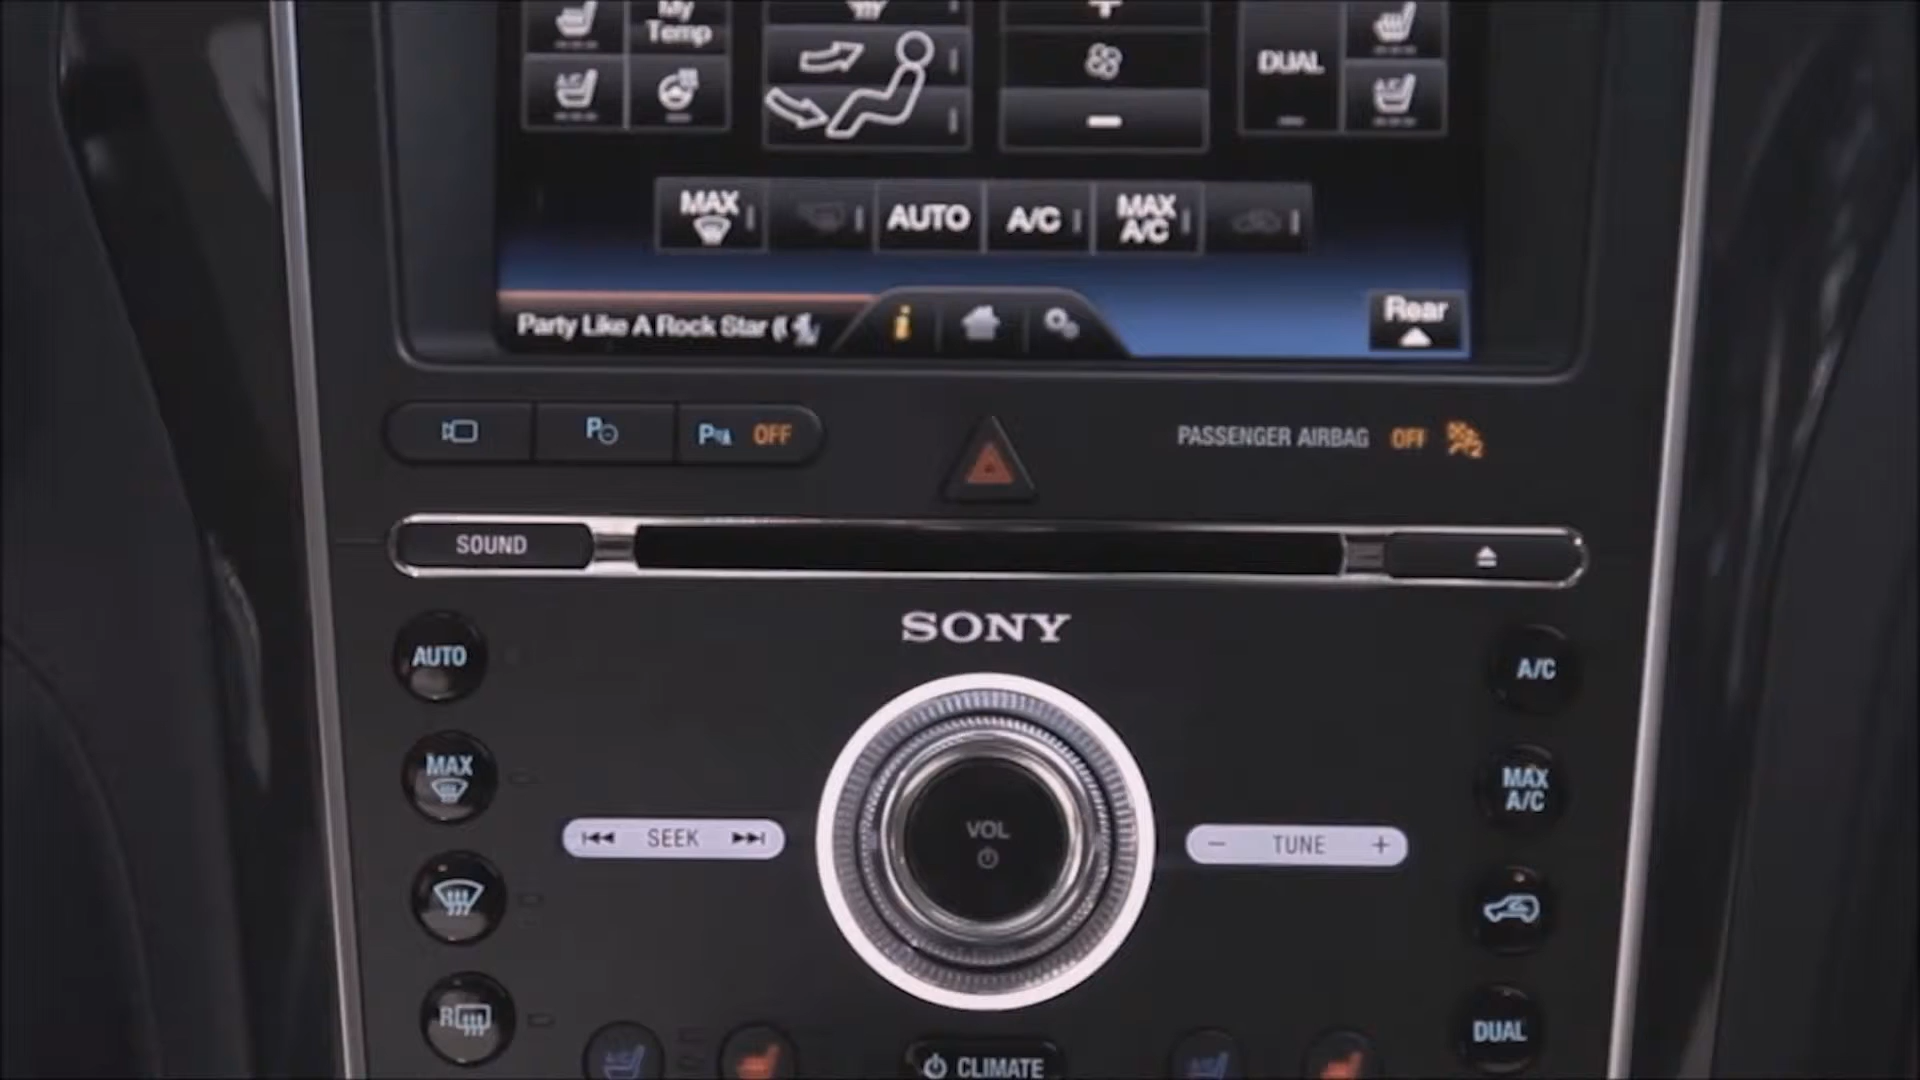 My
Temp
DUAL
MAX
AUTO
A/C
MAX
A/C
Party Like A Rock Star (
Rear
P
P OFF
PASSENGER AIRBAG OFF
2
SOUND
SONY
AUTO
A/C
MAX
MAX
A/C
VOL
SEEK
- TUNE +
R
DUAL
A/C
CLIMATE
A/C